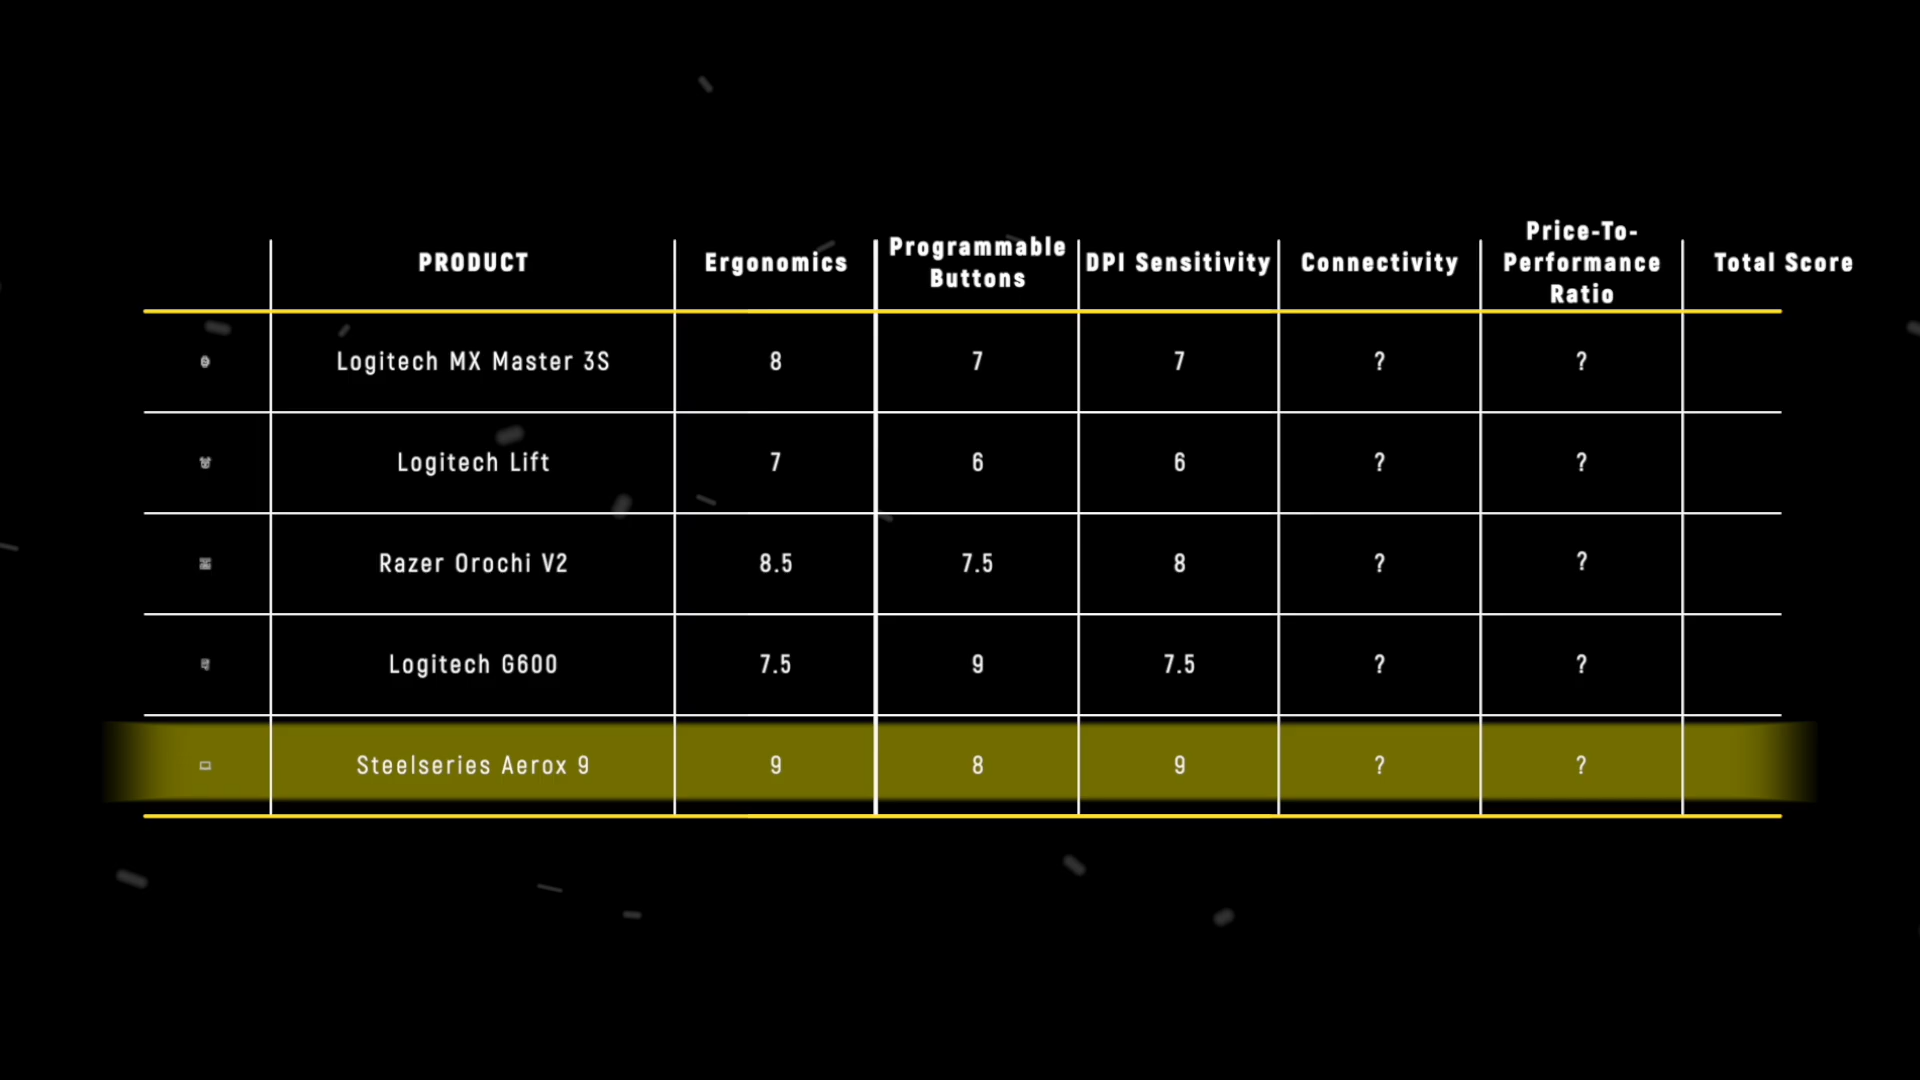 PRODUCT Ergonomics Programmable Buttons DPI Sensitivity Connectivity Price-To-Performance Ratio Total Score
Logitech MX Master 3S 8 7 7 ? ?
Logitech Lift 7 6 6 ? ?
Razer Orochi V2 8.5 7.5 8 ? ?
Logitech G600 7.5 9 7.5 ? ?
Steelseries Aerox 9 9 8 9 ? ?